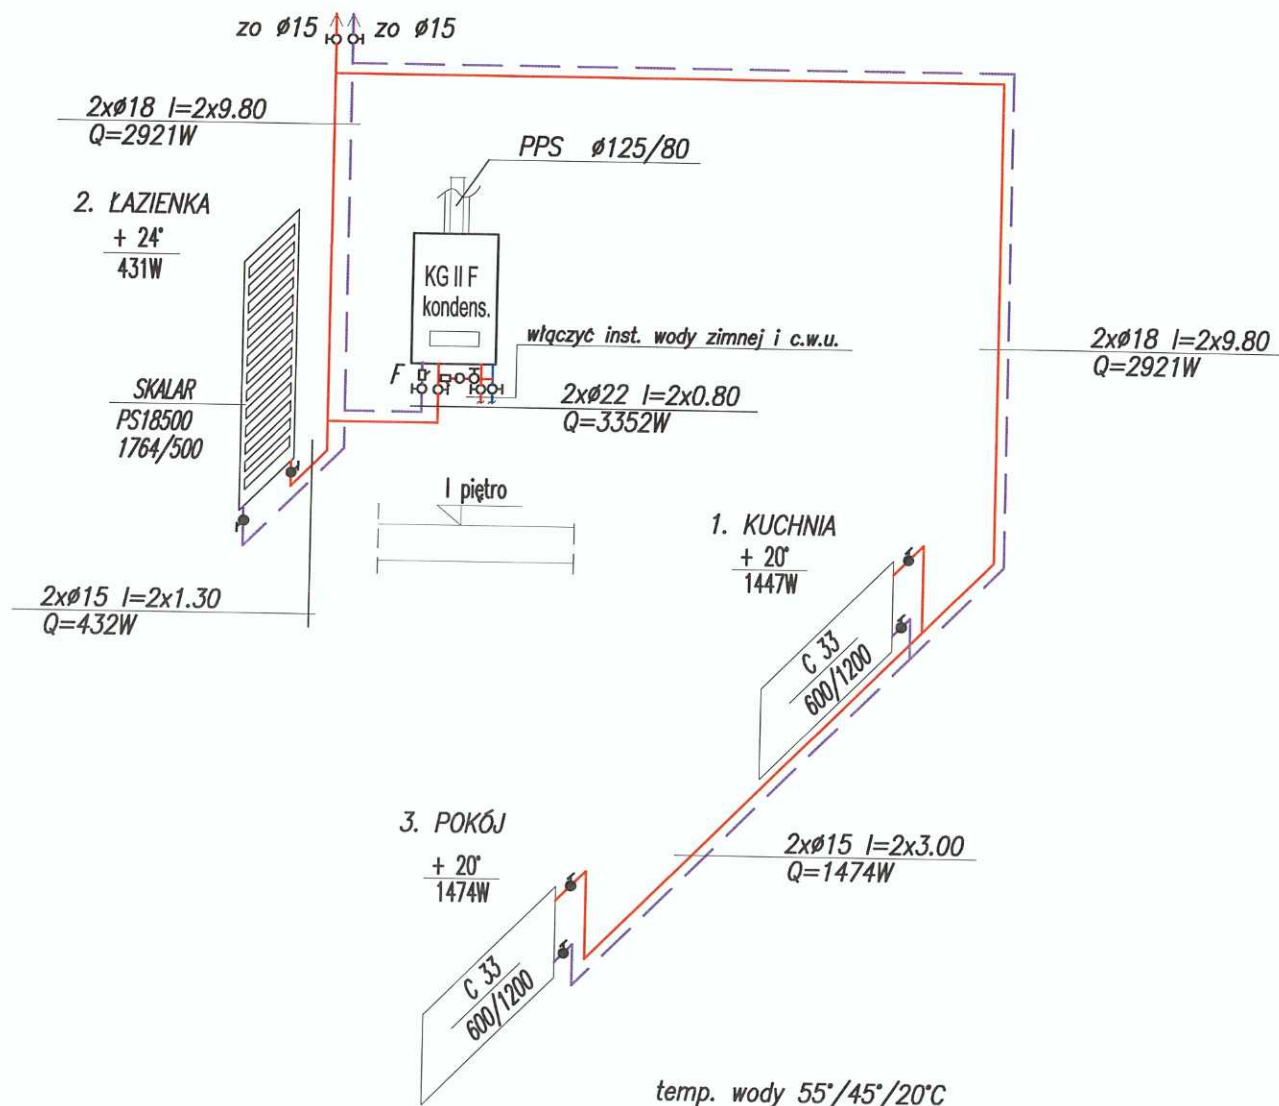 zo ø15
zo ø15
2xø18 l=2x9.80
Q=2921W
PPS ø125/80
2. ŁAZIENKA
+ 24°
431W
KG II F
kondens.
włączyć inst. wody zimnej i c.w.u.
2xø18 l=2x9.80
Q=2921W
F
SKALAR
PS18500
1764/500
2xø22 l=2x0.80
Q=3352W
I piętro
1. KUCHNIA
+ 20°
1447W
2xø15 l=2x1.30
Q=432W
C 33
600/1200
3. POKÓJ
+ 20°
1474W
2xø15 l=2x3.00
Q=1474W
C 33
600/1200
temp. wody 55°/45°/20°C